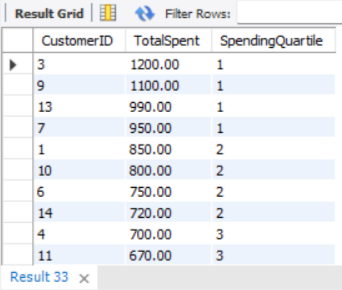 Result Grid Filter Rows:
CustomerID TotalSpent SpendingQuartile
3 1200.00 1
9 1100.00 1
13 990.00 1
7 950.00 1
1 850.00 2
10 800.00 2
6 750.00 2
14 720.00 2
4 700.00 3
11 670.00 3
Result 33 ×